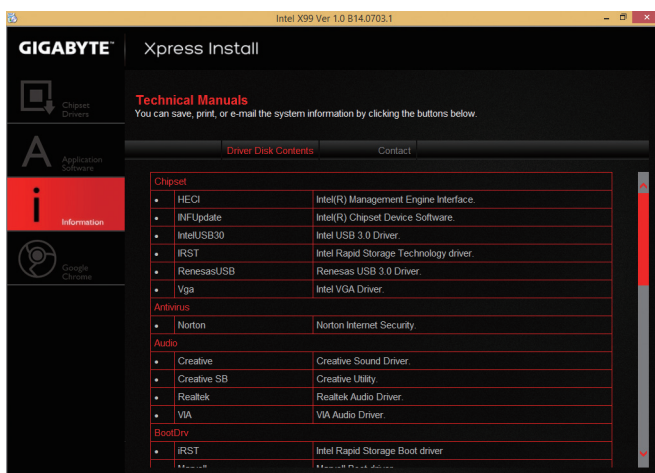 Intel X99 Ver 1.0 B14.0703.1
GIGABYTE™
Xpress Install
Chipset
Drivers
Application
Software
Information
Google
Chrome
Technical Manuals
You can save, print, or e-mail the system information by clicking the buttons below.
Driver Disk Contents Contact
Chipset
• HECI Intel(R) Management Engine Interface.
• INFUpdate Intel(R) Chipset Device Software.
• IntelUSB30 Intel USB 3.0 Driver.
• IRST Intel Rapid Storage Technology driver.
• RenesasUSB Renesas USB 3.0 Driver.
• Vga Intel VGA Driver.
Antivirus
• Norton Norton Internet Security.
Audio
• Creative Creative Sound Driver.
• Creative SB Creative Utility.
• Realtek Realtek Audio Driver.
• VIA VIA Audio Driver.
BootDrv
• iRST Intel Rapid Storage Boot driver